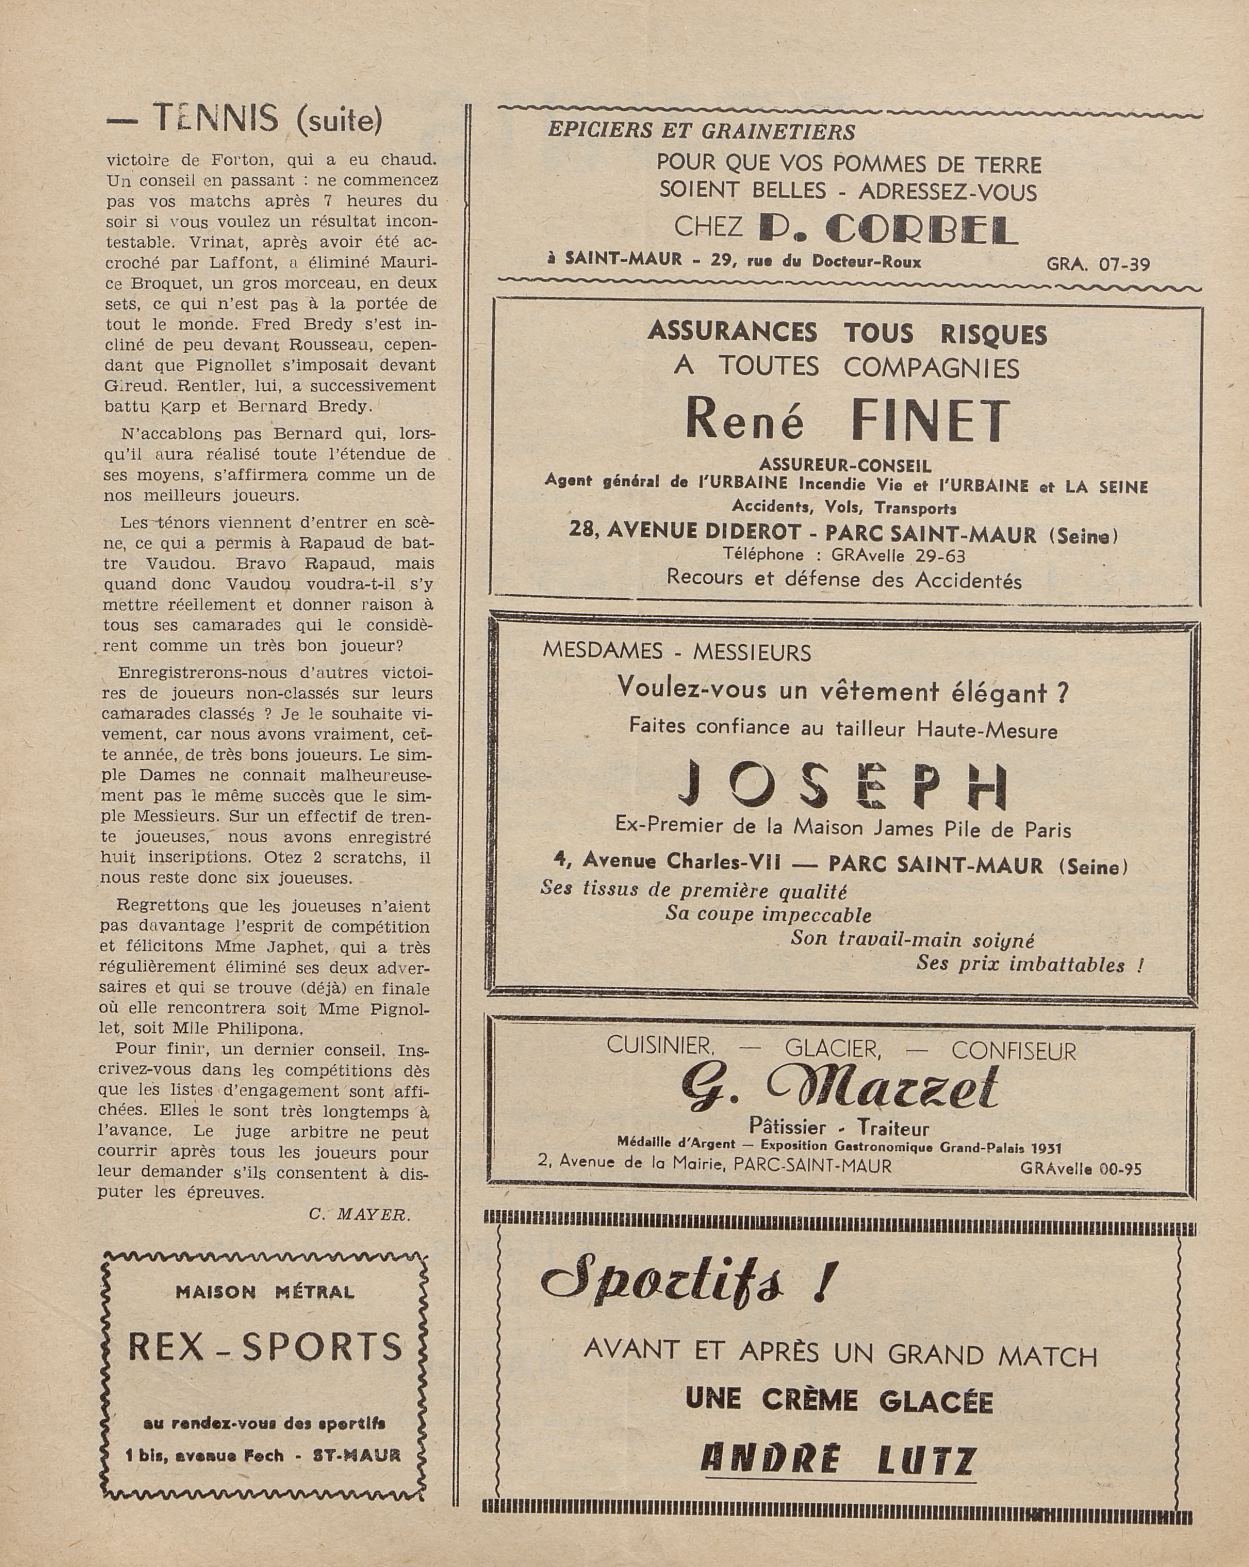 — TENNIS (suite)
victoire de Forton, qui a eu chaud.
Un conseil en passant : ne commencez
pas vos matchs après 7 heures du
soir si vous voulez un résultat incon-
testable. Vrinat, après avoir été ac-
croché par Laffont, a éliminé Mauri-
ce Broquet, un gros morceau, en deux
sets, ce qui n'est pas à la portée de
tout le monde. Fred Bredy s'est in-
cliné de peu devant Rousseau, cepen-
dant que Pignollet s'imposait devant
Gireud. Rentler, lui, a successivement
battu Karp et Bernard Bredy.
N'accablons pas Bernard qui, lors-
qu'il aura réalisé toute l'étendue de
ses moyens, s'affirmera comme un de
nos meilleurs joueurs.
Les ténors viennent d'entrer en scè-
ne, ce qui a permis à Rapaud de bat-
tre Vaudou. Bravo Rapaud, mais
quand donc Vaudou voudra-t-il s'y
mettre réellement et donner raison à
tous ses camarades qui le considè-
rent comme un très bon joueur?
Enregistrerons-nous d'autres victoi-
res de joueurs non-classés sur leurs
camarades classés ? Je le souhaite vi-
vement, car nous avons vraiment, cet-
te année, de très bons joueurs. Le sim-
ple Dames ne connait malheureuse-
ment pas le même succès que le sim-
ple Messieurs. Sur un effectif de tren-
te joueuses, nous avons enregistré
huit inscriptions. Otez 2 scratchs, il
nous reste donc six joueuses.
Regrettons que les joueuses n'aient
pas davantage l'esprit de compétition
et félicitons Mme Japhet, qui a très
régulièrement éliminé ses deux adver-
saires et qui se trouve (déjà) en finale
où elle rencontrera soit Mme Pignol-
let, soit Mlle Philipona.
Pour finir, un dernier conseil. Ins-
crivez-vous dans les compétitions dès
que les listes d'engagement sont affi-
chées. Elles le sont très longtemps à
l'avance. Le juge arbitre ne peut
courrir après tous les joueurs pour
leur demander s'ils consentent à dis-
puter les épreuves.
C. MAYER.
MAISON MÉTRAL
REX - SPORTS
au rendez-vous des sportifs
1 bis, avenue Foch - ST-MAUR
EPICIERS ET GRAINETIERS
POUR QUE VOS POMMES DE TERRE
SOIENT BELLES - ADRESSEZ-VOUS
CHEZ P. CORBEL
à SAINT-MAUR - 29, rue du Docteur-Roux GRA. 07-39
ASSURANCES TOUS RISQUES
A TOUTES COMPAGNIES
René FINET
ASSUREUR-CONSEIL
Agent général de l'URBAINE Incendie Vie et l'URBAINE et LA SEINE
Accidents, Vols, Transports
28, AVENUE DIDEROT - PARC SAINT-MAUR (Seine)
Téléphone : GRAvelle 29-63
Recours et défense des Accidentés
MESDAMES - MESSIEURS
Voulez-vous un vêtement élégant ?
Faites confiance au tailleur Haute-Mesure
JOSEPH
Ex-Premier de la Maison James Pile de Paris
4, Avenue Charles-VII — PARC SAINT-MAUR (Seine)
Ses tissus de première qualité
Sa coupe impeccable
Son travail-main soigné
Ses prix imbattables !
CUISINIER, — GLACIER, — CONFISEUR
G. Marzet
Pâtissier - Traiteur
Médaille d'Argent — Exposition Gastronomique Grand-Palais 1931
2, Avenue de la Mairie, PARC-SAINT-MAUR GRAvelle 00-95
Sportifs !
AVANT ET APRÈS UN GRAND MATCH
UNE CRÈME GLACÉE
ANDRÉ LUTZ